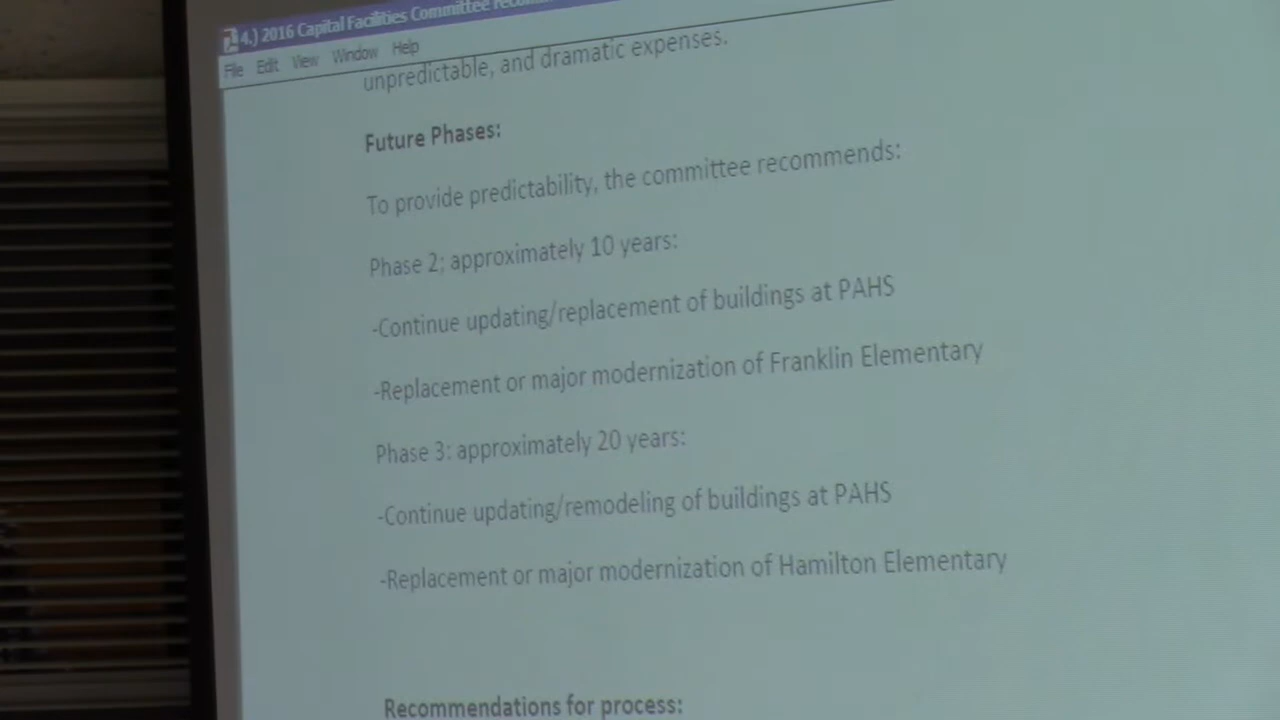 4.) 2016 Capital Facilities Committee
File Edit View Window Help
unpredictable, and dramatic expenses.
Future Phases:
To provide predictability, the committee recommends:
Phase 2; approximately 10 years:
-Continue updating/replacement of buildings at PAHS
-Replacement or major modernization of Franklin Elementary
Phase 3: approximately 20 years:
-Continue updating/remodeling of buildings at PAHS
-Replacement or major modernization of Hamilton Elementary
Recommendations for process: